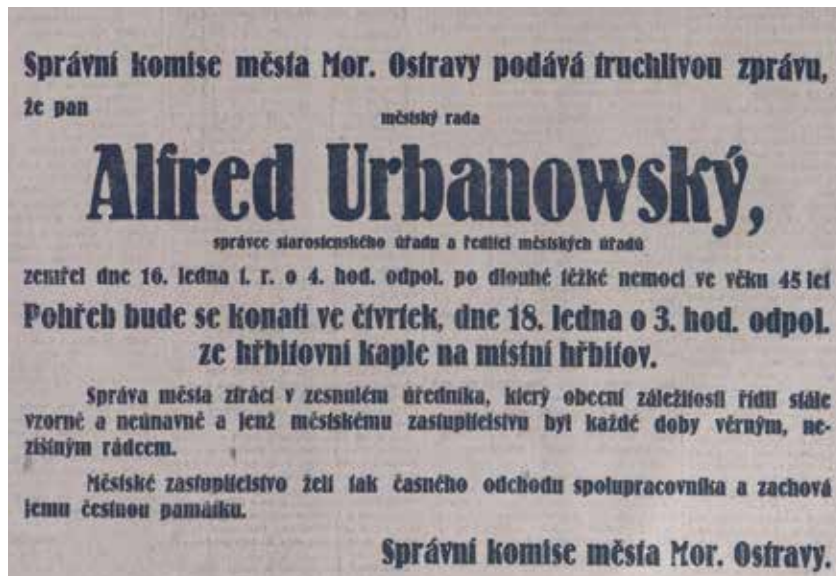 Správní komise města Mor. Ostravy podává truchlivou zprávu,
že pan
městský rada
Alfred Urbanowský,
správce starostenského úřadu a ředitel městských úřadů
zemřel dne 16. ledna t. r. o 4. hod. odpol. po dlouhé těžké nemoci ve věku 45 let
Pohřeb bude se konati ve čtvrtek, dne 18. ledna o 3. hod. odpol.
ze hřbitovní kaple na místní hřbitov.
Správa města ztrácí v zesnulém úředníka, který obecní záležitosti řídil stále
vzorně a neúnavně a jenž městskému zastupitelstvu byl každé doby věrným, ne-
zištným rádcem.
Městské zastupitelstvo želí tak časného odchodu spolupracovníka a zachová
jemu čestnou památku.
Správní komise města Mor. Ostravy.